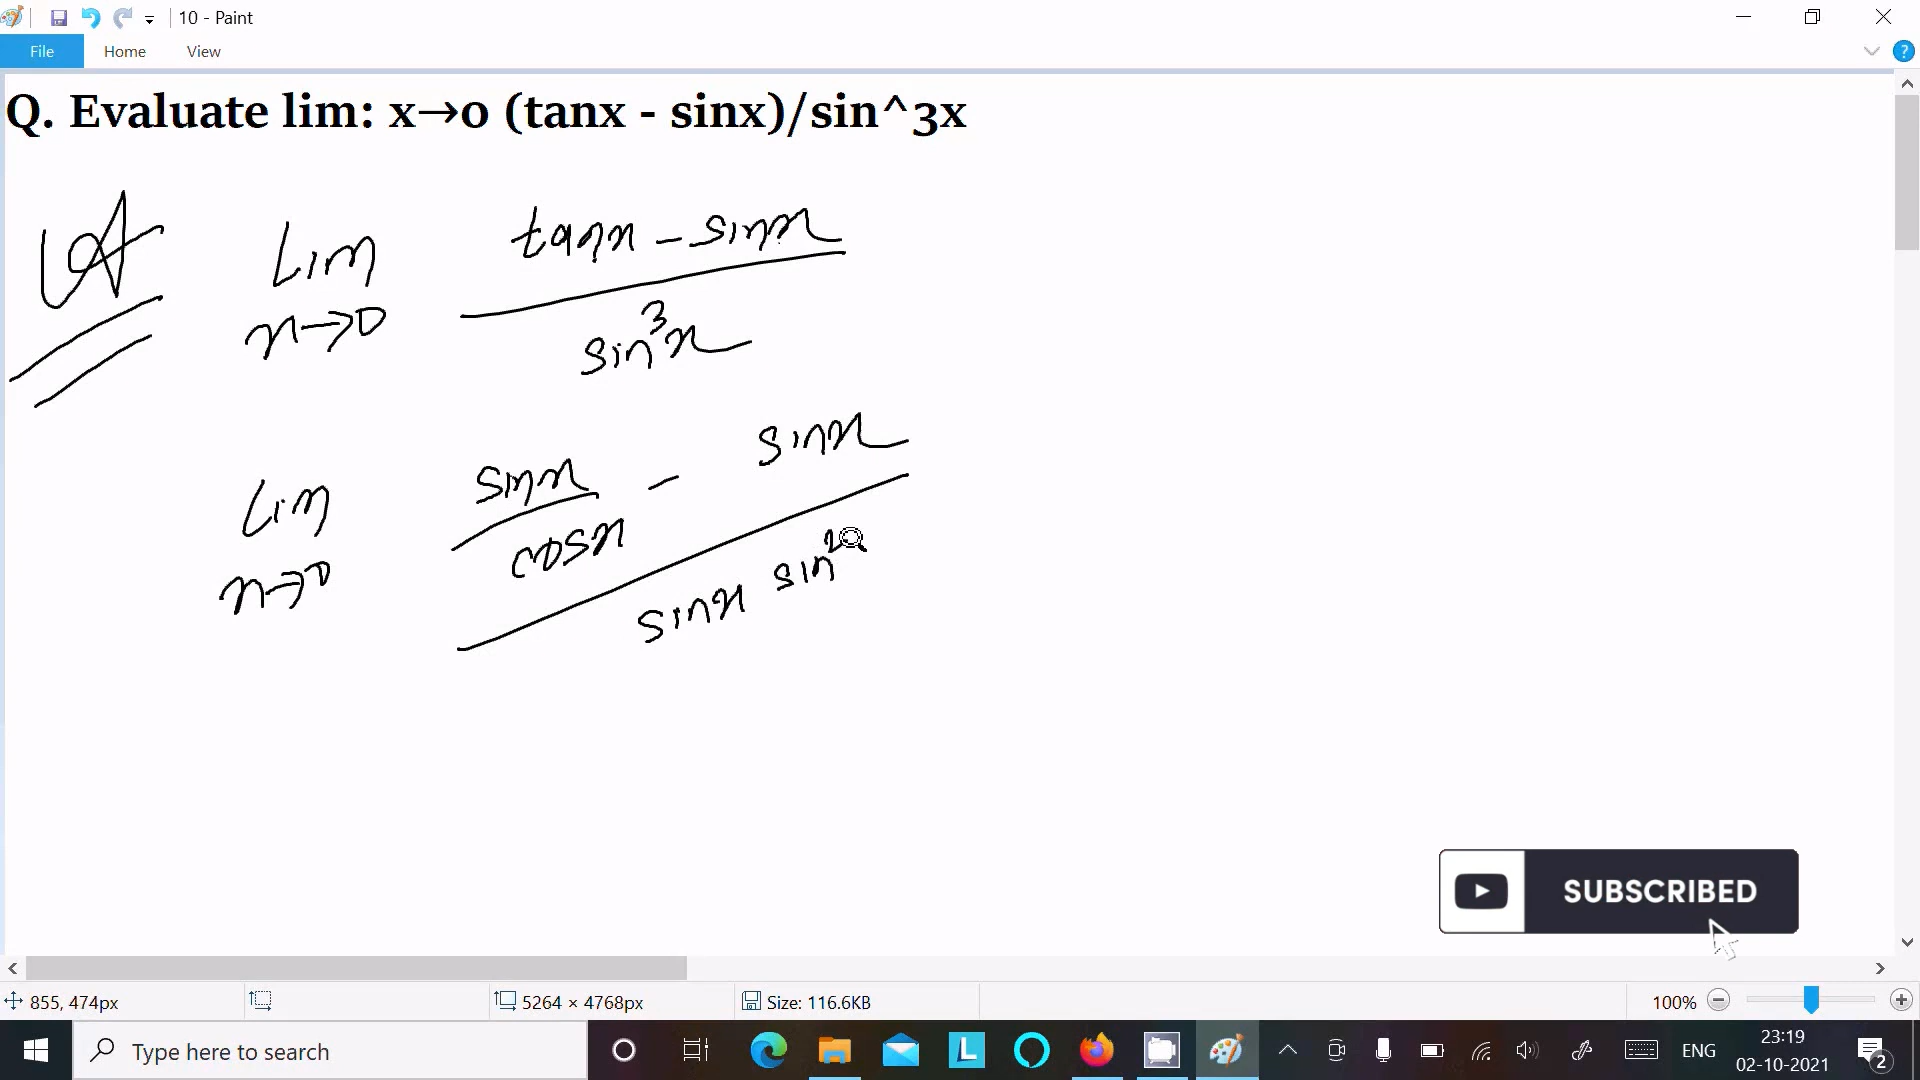 10 - Paint
File Home View
Q. Evaluate lim: x→0 (tanx - sinx)/sin^3x
Lim tanx - sinx
x→0 sin³x
Lim sinx - sinx
x→0 cosx
sinx sin²
SUBSCRIBED
855, 474px 5264 × 4768px Size: 116.6KB 100%
Type here to search L ENG 23:19
02-10-2021 2